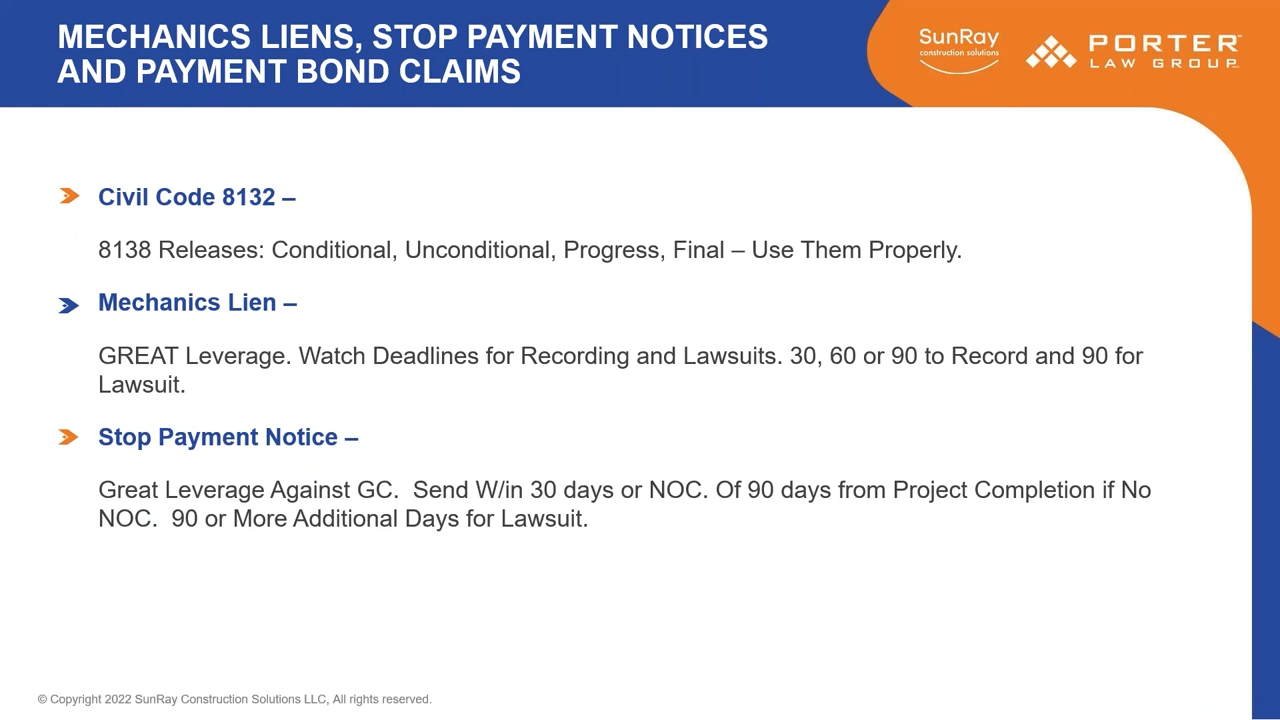 MECHANICS LIENS, STOP PAYMENT NOTICES
AND PAYMENT BOND CLAIMS
SunRay
construction solutions
PORTER™
LAW GROUP
Civil Code 8132 –
8138 Releases: Conditional, Unconditional, Progress, Final – Use Them Properly.
Mechanics Lien –
GREAT Leverage. Watch Deadlines for Recording and Lawsuits. 30, 60 or 90 to Record and 90 for
Lawsuit.
Stop Payment Notice –
Great Leverage Against GC.  Send W/in 30 days or NOC. Of 90 days from Project Completion if No
NOC.  90 or More Additional Days for Lawsuit.
© Copyright 2022 SunRay Construction Solutions LLC, All rights reserved.